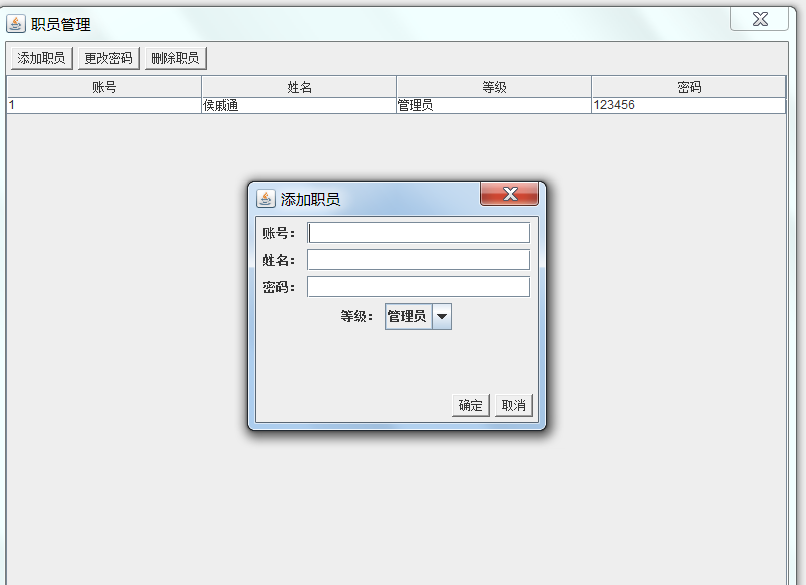 职员管理
添加职员 更改密码 删除职员
账号 姓名 等级 密码
1 侯戚通 管理员 123456
添加职员
账号：
姓名：
密码：
等级： 管理员
确定 取消